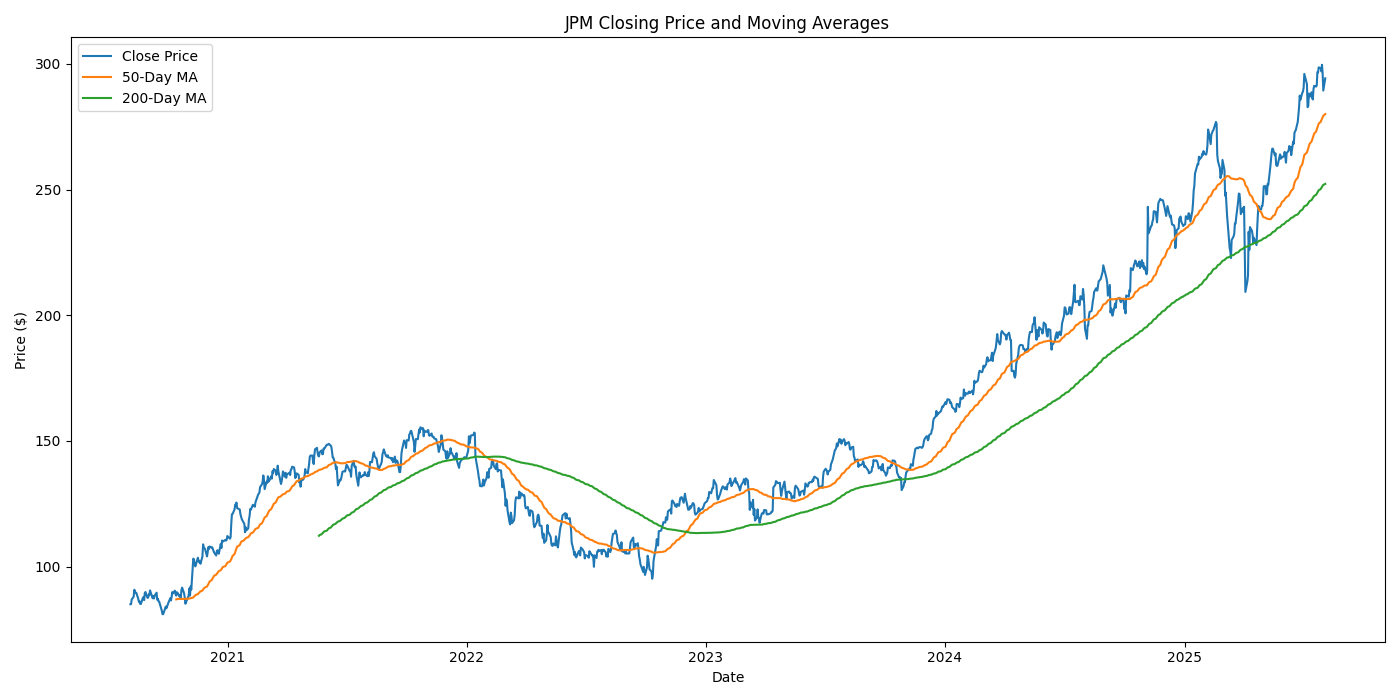 JPM Closing Price and Moving Averages
Close Price
50-Day MA
200-Day MA
Price ($)
300
250
200
150
100
2021 2022 2023 2024 2025
Date